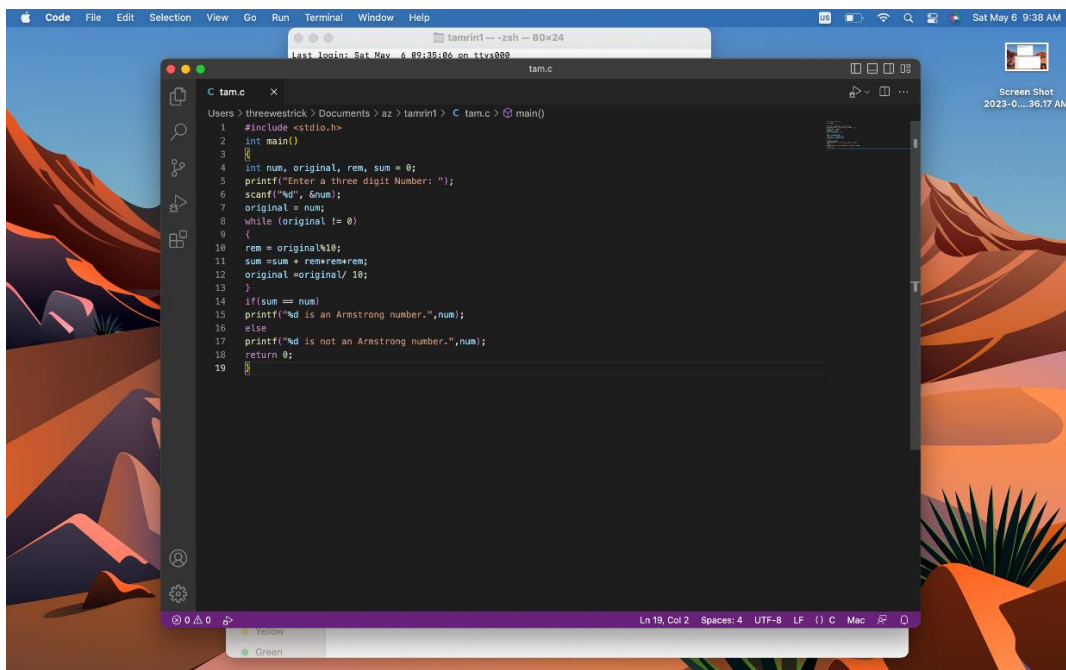 Code File Edit Selection View Go Run Terminal Window Help US Sat May 6 9:38 AM
tamrin1 — -zsh — 80×24
Last login: Sat May 6 09:35:06 on ttys000
tam.c
C tam.c ×
Users > threewestrick > Documents > az > tamrin1 > C tam.c > main()
1 #include <stdio.h>
2 int main()
3 {
4 int num, original, rem, sum = 0;
5 printf("Enter a three digit Number: ");
6 scanf("%d", &num);
7 original = num;
8 while (original != 0)
9 {
10 rem = original%10;
11 sum =sum + rem*rem*rem;
12 original =original/ 10;
13 }
14 if(sum == num)
15 printf("%d is an Armstrong number.",num);
16 else
17 printf("%d is not an Armstrong number.",num);
18 return 0;
19 }
Screen Shot
2023-0....36.17 AM
0 0 Ln 19, Col 2 Spaces: 4 UTF-8 LF {} C Mac
Yellow
Green